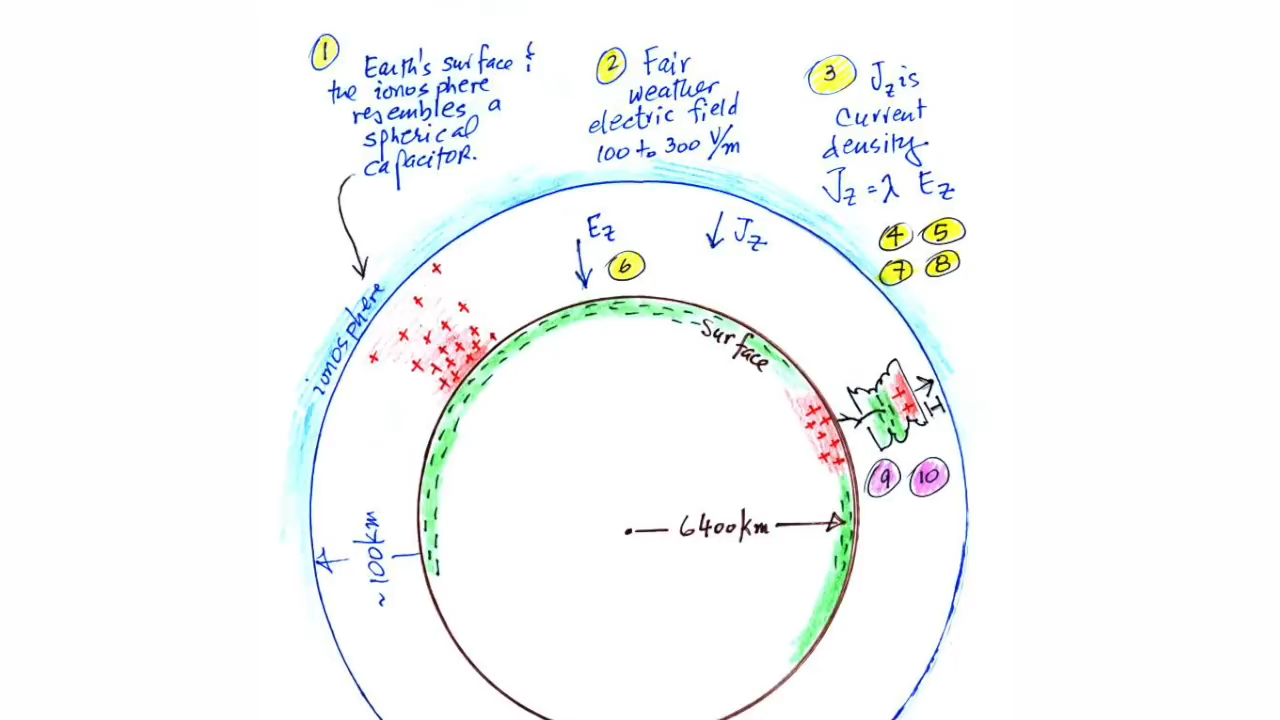 1
Earth's surface &
the ionosphere
resembles a
spherical
capacitor.
2
Fair
weather
electric field
100 to 300 V/m
3
Jz is
current
density
Jz = λ Ez
4 5
7 8
Ez
6
Jz
ionosphere
surface
I
9 10
6400km
~100km